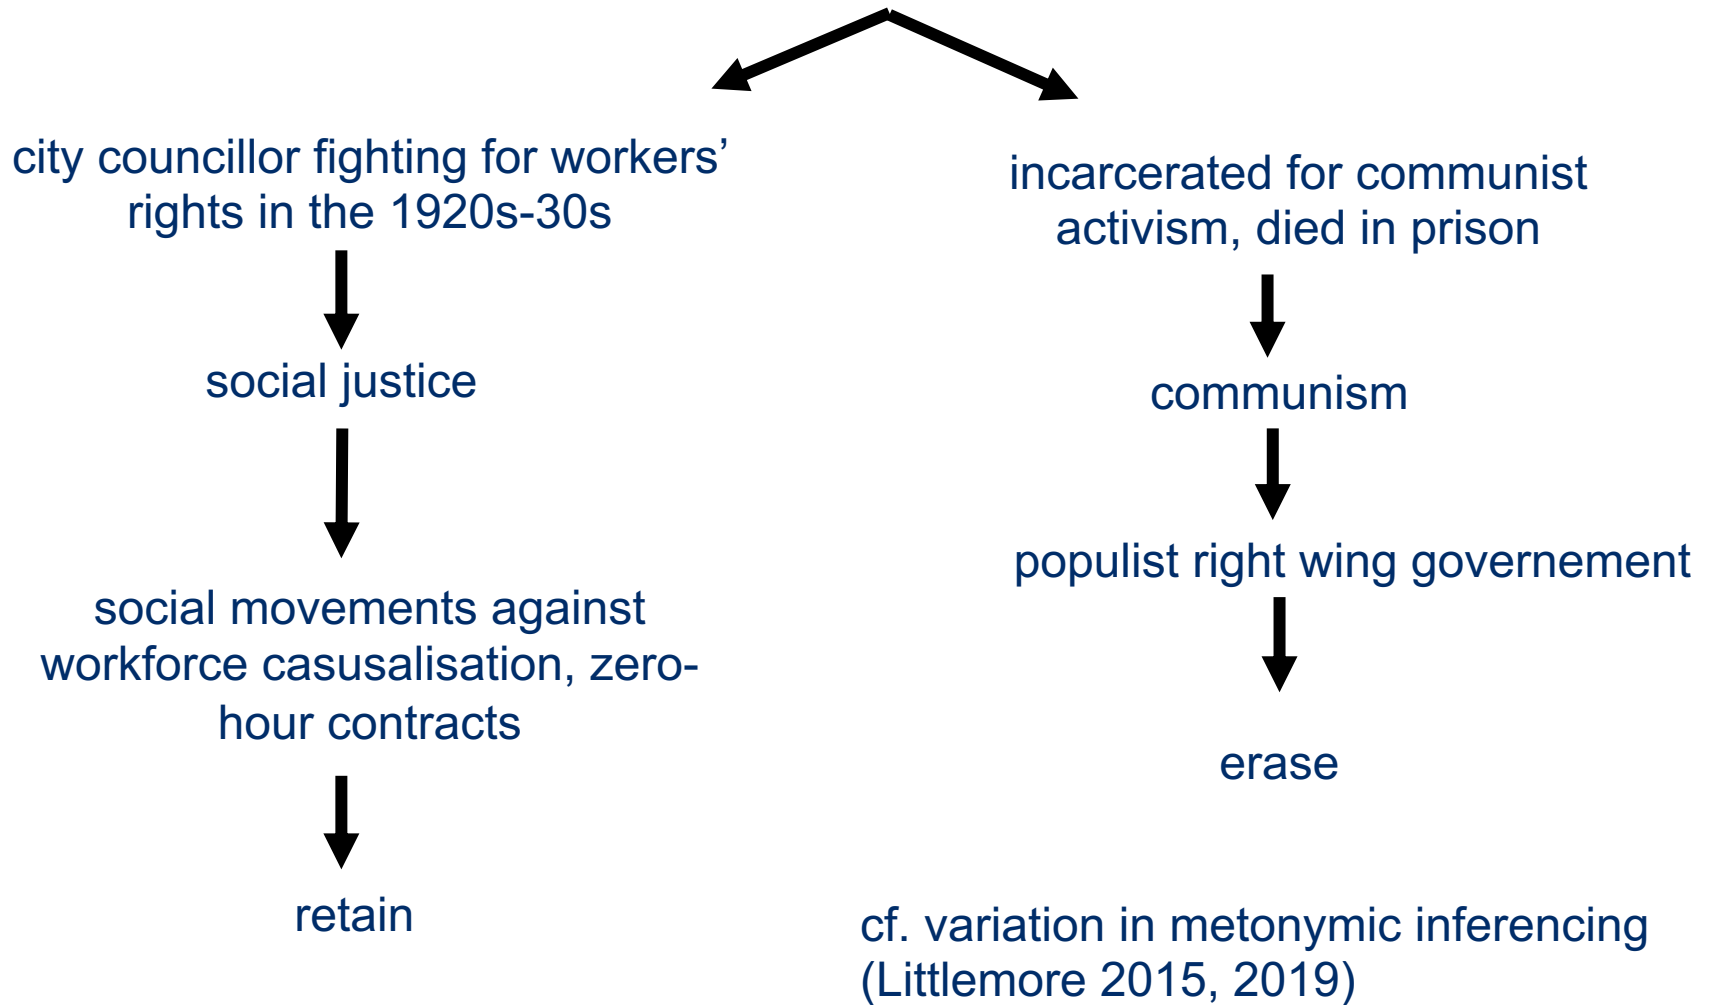 city councillor fighting for workers’
rights in the 1920s-30s
social justice
social movements against
workforce casusalisation, zero-
hour contracts
retain
incarcerated for communist
activism, died in prison
communism
populist right wing governement
erase
cf. variation in metonymic inferencing
(Littlemore 2015, 2019)